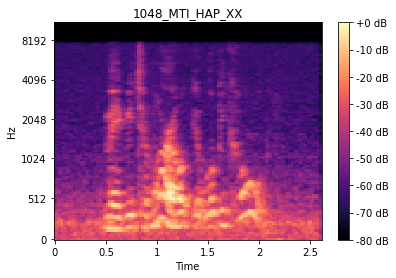 1048_MTI_HAP_XX
+0 dB
8192
-10 dB
4096
-20 dB
-30 dB
2048
Hz
-40 dB
1024
-50 dB
512
-60 dB
-70 dB
0
-80 dB
0 0.5 1 1.5 2 2.5
Time